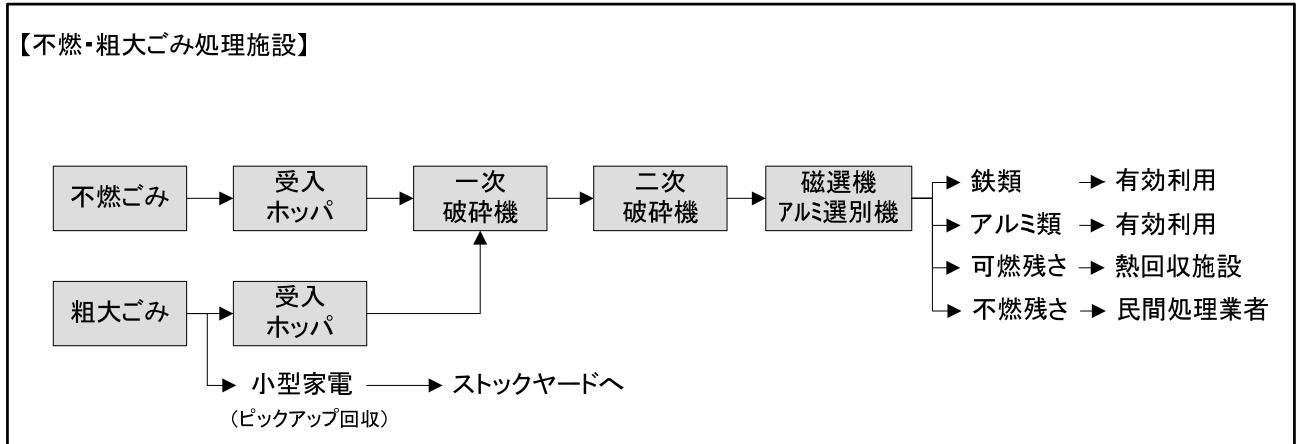 【不燃・粗大ごみ処理施設】
不燃ごみ
受入
ホッパ
一次
破砕機
二次
破砕機
磁選機
アルミ選別機
鉄類
有効利用
アルミ類
有効利用
可燃残さ
熱回収施設
不燃残さ
民間処理業者
粗大ごみ
受入
ホッパ
小型家電
(ピックアップ回収)
ストックヤードへ